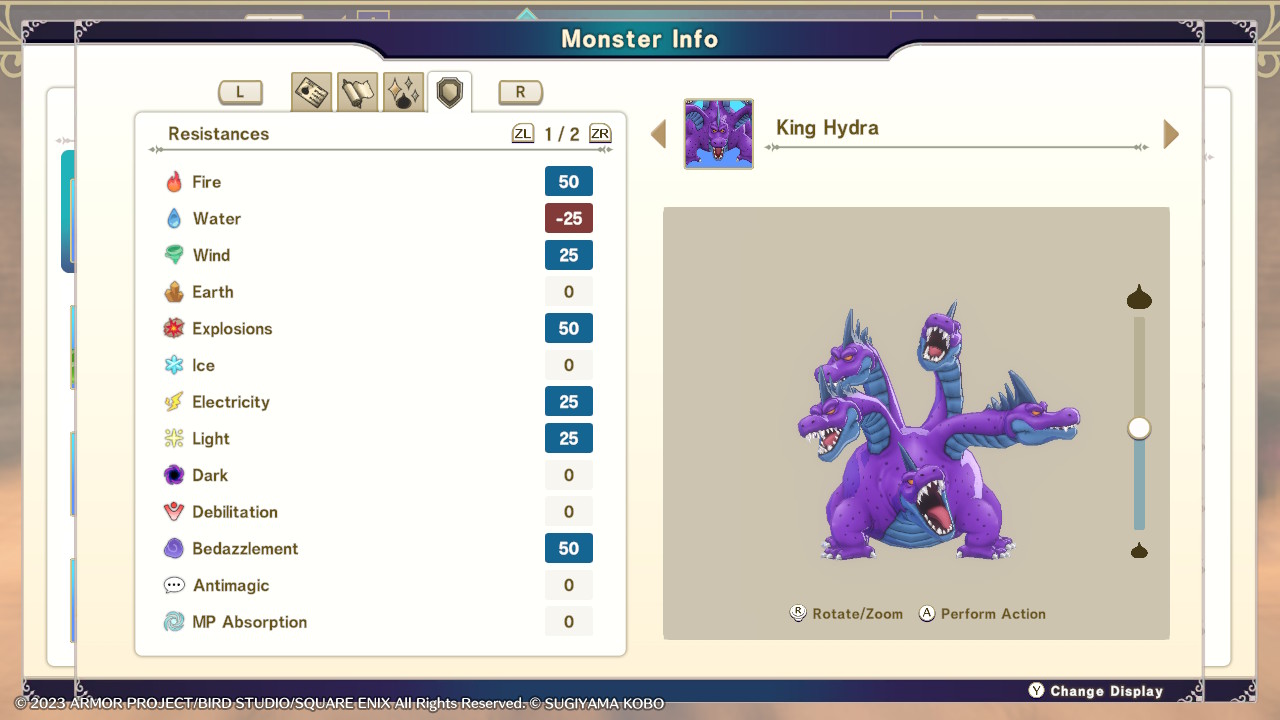 Monster Info
L
R
Resistances
ZL 1 / 2 ZR
King Hydra
Fire 50
Water -25
Wind 25
Earth 0
Explosions 50
Ice 0
Electricity 25
Light 25
Dark 0
Debilitation 0
Bedazzlement 50
Antimagic 0
MP Absorption 0
R Rotate/Zoom A Perform Action
Y Change Display
© 2023 ARMOR PROJECT/BIRD STUDIO/SQUARE ENIX All Rights Reserved. © SUGIYAMA KOBO